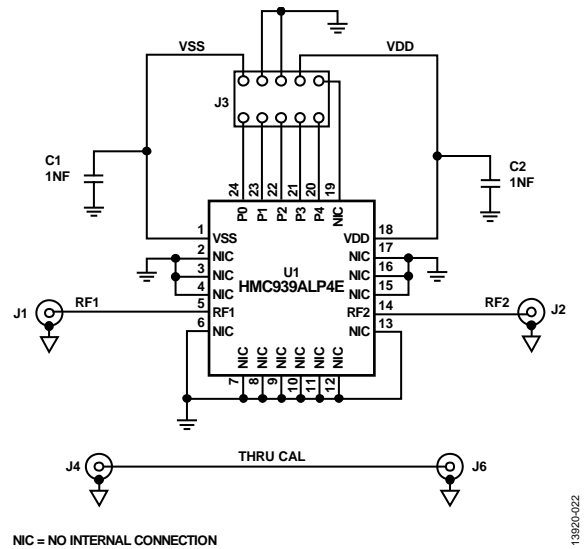 VSS VDD
J3
C1
1NF
C2
1NF
24 23 22 21 20 19
P0 P1 P2 P3 P4 NIC
1 VSS VDD 18
2 NIC NIC 17
3 NIC NIC 16
4 NIC NIC 15
U1
HMC939ALP4E
J1 RF1 5 RF1 RF2 14 RF2 J2
6 NIC NIC 13
NIC NIC NIC NIC NIC NIC
7 8 9 10 11 12
J4 THRU CAL J6
NIC = NO INTERNAL CONNECTION
13920-022